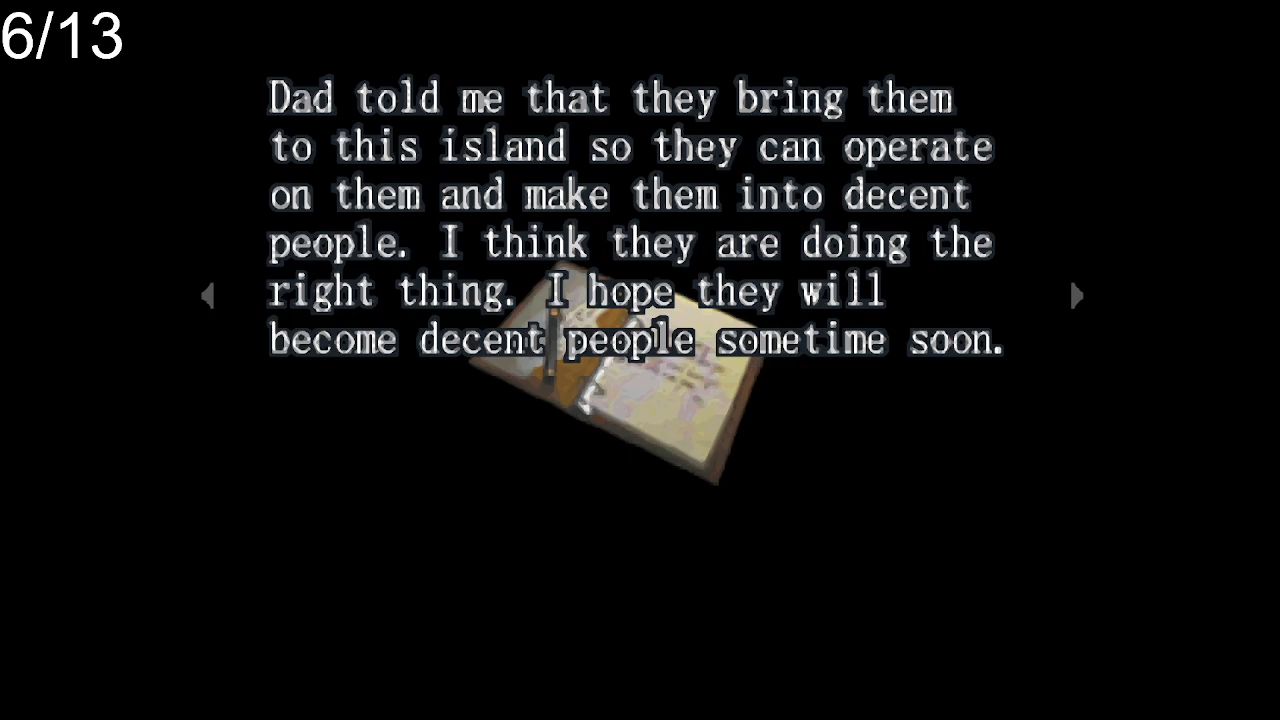 6/13
Dad told me that they bring them
to this island so they can operate
on them and make them into decent
people. I think they are doing the
right thing. I hope they will
become decent people sometime soon.